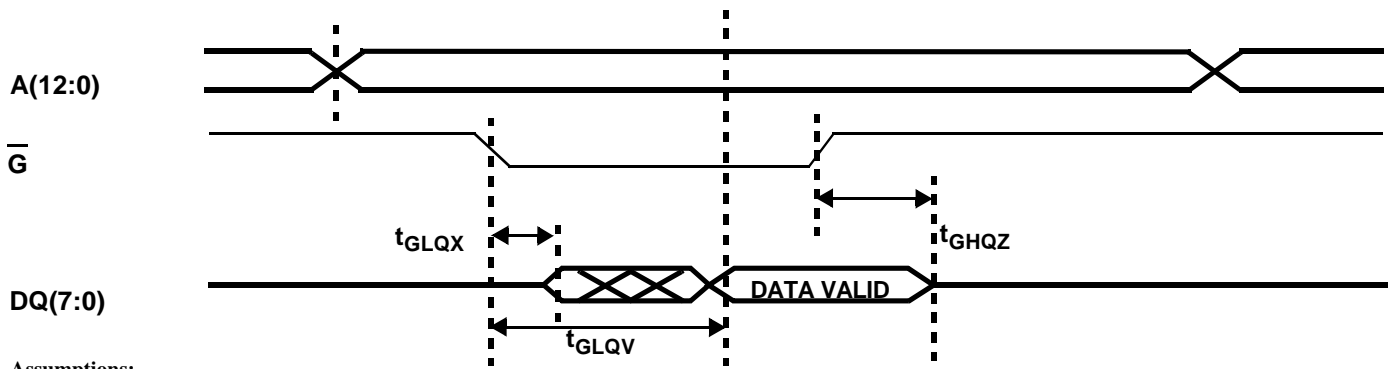 A(12:0)
G
tGLQX
tGHQZ
DQ(7:0)
DATA VALID
tGLQV
Assumptions: